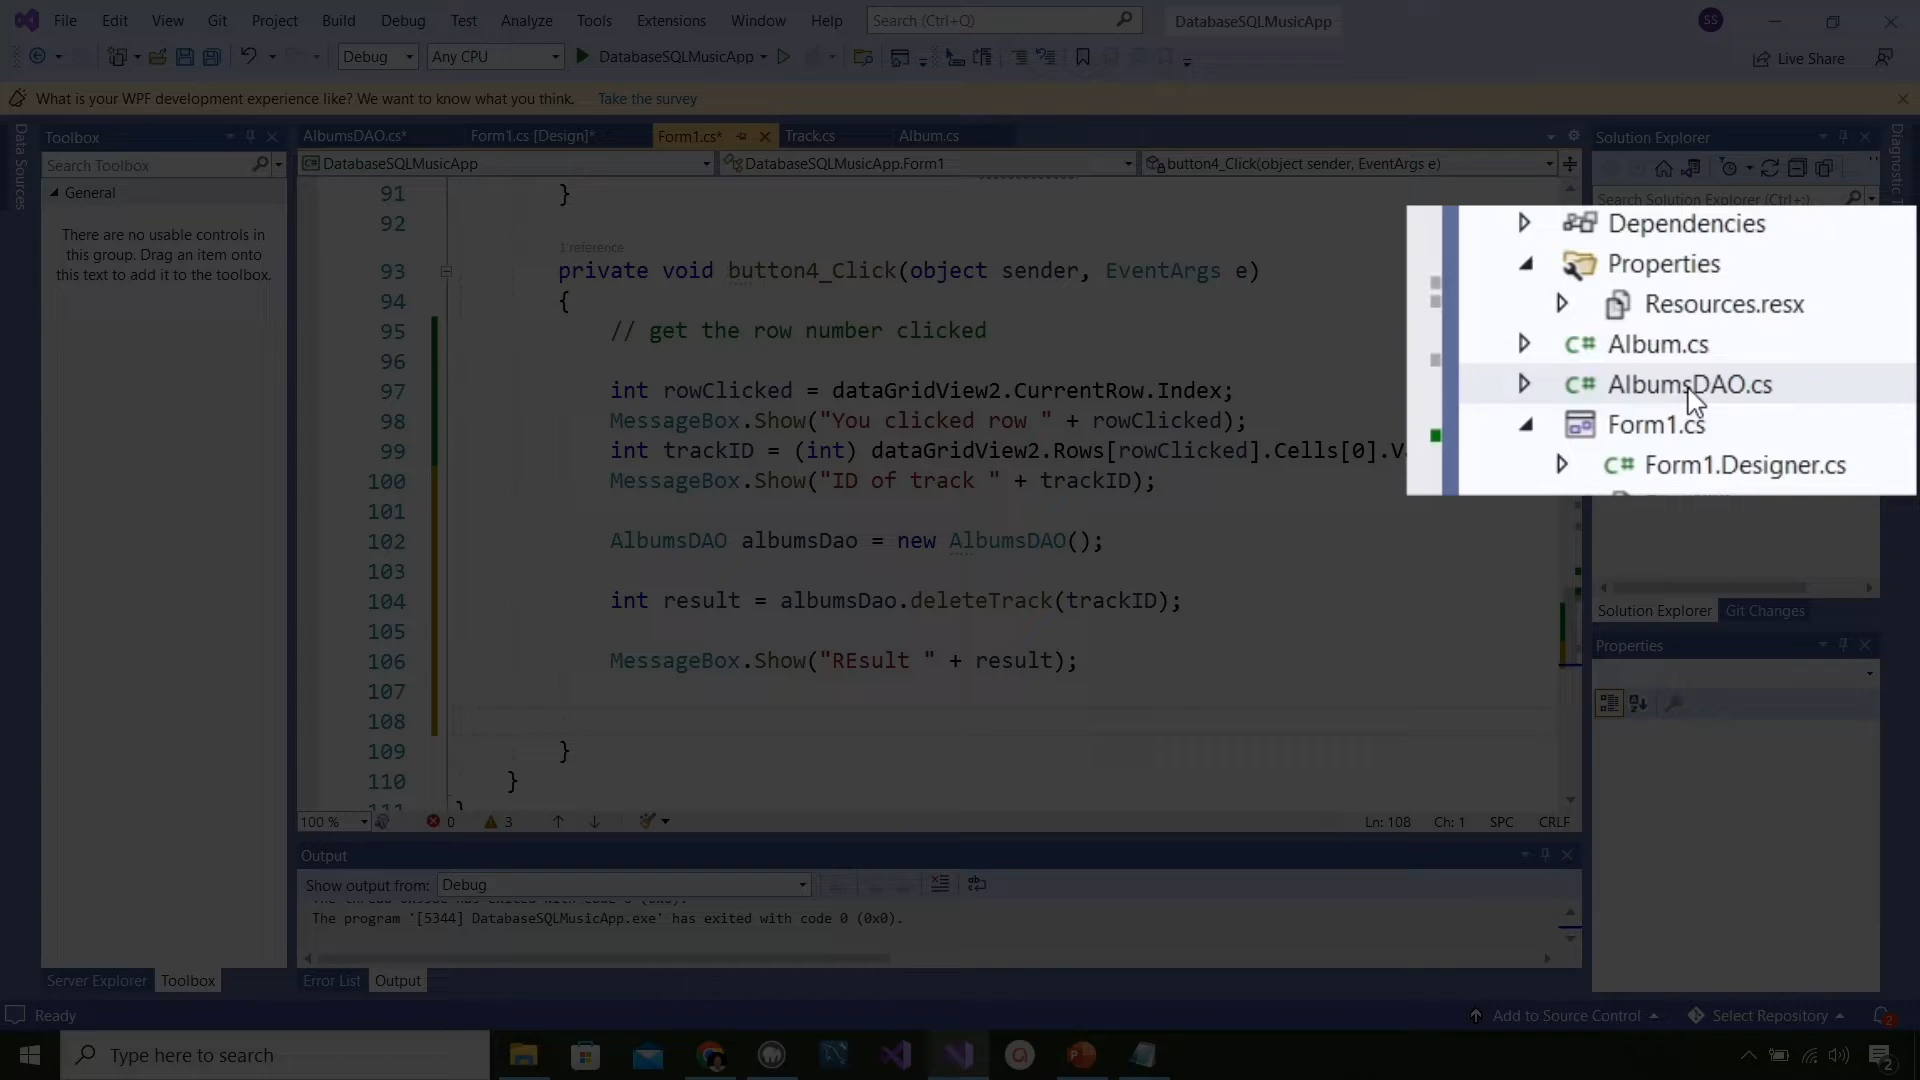 File Edit View Git Project Build Debug Test Analyze Tools Extensions Window Help Search (Ctrl+Q) DatabaseSQLMusicApp SS
Debug Any CPU DatabaseSQLMusicApp Live Share
What is your WPF development experience like? We want to know what you think. Take the survey
Data Sources
Toolbox
Search Toolbox
General
There are no usable controls in
this group. Drag an item onto
this text to add it to the toolbox.
Server Explorer Toolbox
AlbumsDAO.cs* Form1.cs [Design]* Form1.cs* Track.cs Album.cs
DatabaseSQLMusicApp DatabaseSQLMusicApp.Form1 button4_Click(object sender, EventArgs e)
91 }
92
1 reference
93 private void button4_Click(object sender, EventArgs e)
94 {
95 // get the row number clicked
96
97 int rowClicked = dataGridView2.CurrentRow.Index;
98 MessageBox.Show("You clicked row " + rowClicked);
99 int trackID = (int) dataGridView2.Rows[rowClicked].Cells[0].V
100 MessageBox.Show("ID of track " + trackID);
101
102 AlbumsDAO albumsDao = new AlbumsDAO();
103
104 int result = albumsDao.deleteTrack(trackID);
105
106 MessageBox.Show("REsult " + result);
107
108
109 }
110 }
111 }
100 % 0 3 Ln: 108 Ch: 1 SPC CRLF
Output
Show output from: Debug
The program '[5344] DatabaseSQLMusicApp.exe' has exited with code 0 (0x0).
Error List Output
Solution Explorer
Search Solution Explorer (Ctrl+;)
Dependencies
Properties
Resources.resx
Album.cs
AlbumsDAO.cs
Form1.cs
Form1.Designer.cs
Solution Explorer Git Changes
Properties
Diagnostic
Ready Add to Source Control Select Repository 2
Type here to search 2